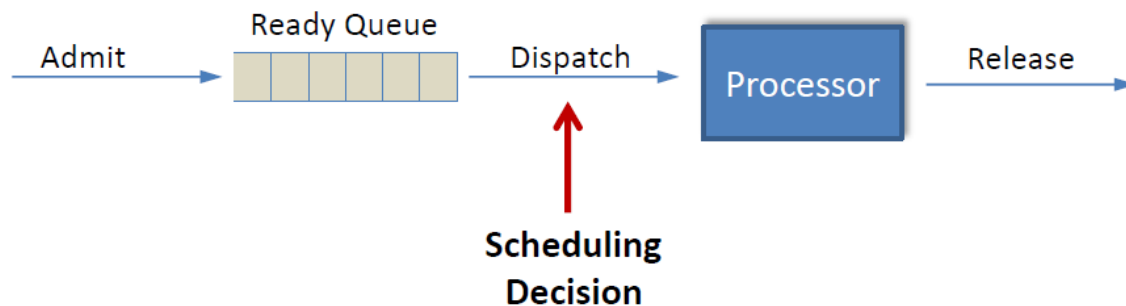 Ready Queue
Admit
Dispatch
Processor
Release
Scheduling
Decision